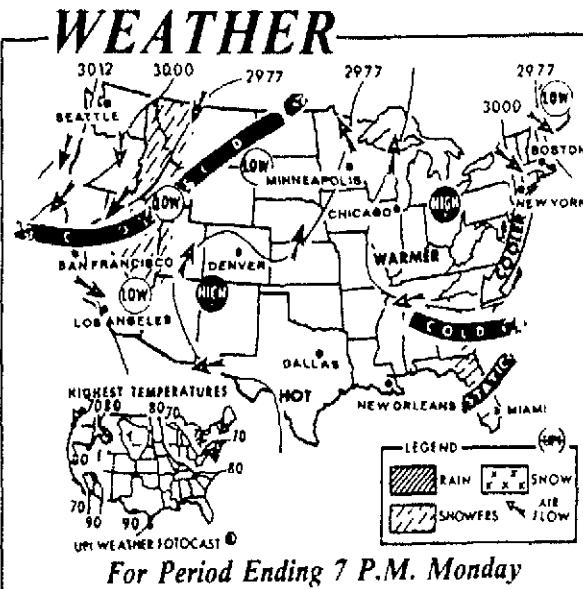 WEATHER
3012 3000 2977 2977 2977
LOW
3000
SEATTLE
BOSTON
COLD
LOW
MINNEAPOLIS
LOW
HIGH
NEW YORK
CHICAGO
COLD
SAN FRANCISCO
DENVER
WARMER
COOLER
LOW
HIGH
LOS ANGELES
COLD
DALLAS
STATIC
HOT
NEW ORLEANS
MIAMI
HIGHEST TEMPERATURES
70 80 80 70
70
80
80
70
90
90
LEGEND
UPI
RAIN
SNOW
SHOWERS
AIR FLOW
UPI WEATHER FOTOCAST
For Period Ending 7 P.M. Monday